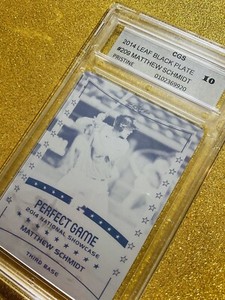 CGS
2014 LEAF BLACK PLATE
#209 MATTHEW SCHMIDT
PRISTINE
0102369920
10
PERFECT GAME
2014 NATIONAL SHOWCASE
MATTHEW SCHMIDT
THIRD BASE